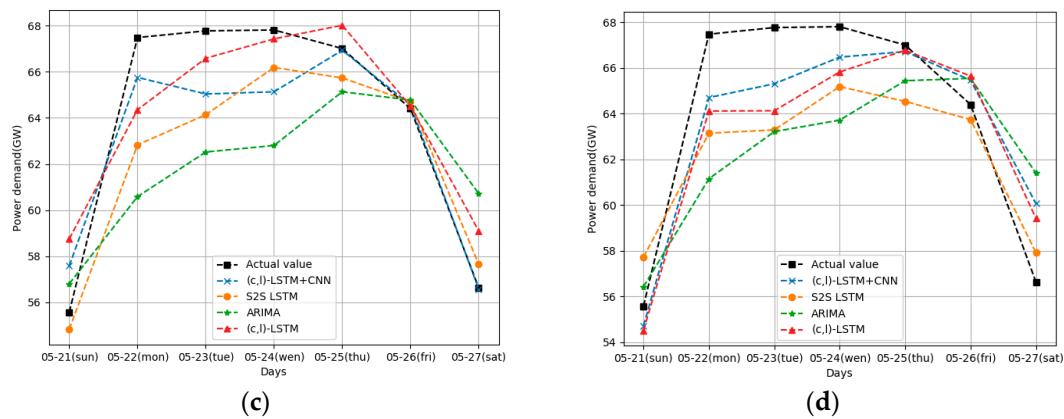 68
66
64
62
60
58
56
Power demand(GW)
Actual value
(c,l)-LSTM+CNN
S2S LSTM
ARIMA
(c,l)-LSTM
05-21(sun) 05-22(mon) 05-23(tue) 05-24(wen) 05-25(thu) 05-26(fri) 05-27(sat)
Days
(c)
68
66
64
62
60
58
56
54
Power demand(GW)
Actual value
(c,l)-LSTM+CNN
S2S LSTM
ARIMA
(c,l)-LSTM
05-21(sun) 05-22(mon) 05-23(tue) 05-24(wen) 05-25(thu) 05-26(fri) 05-27(sat)
Days
(d)